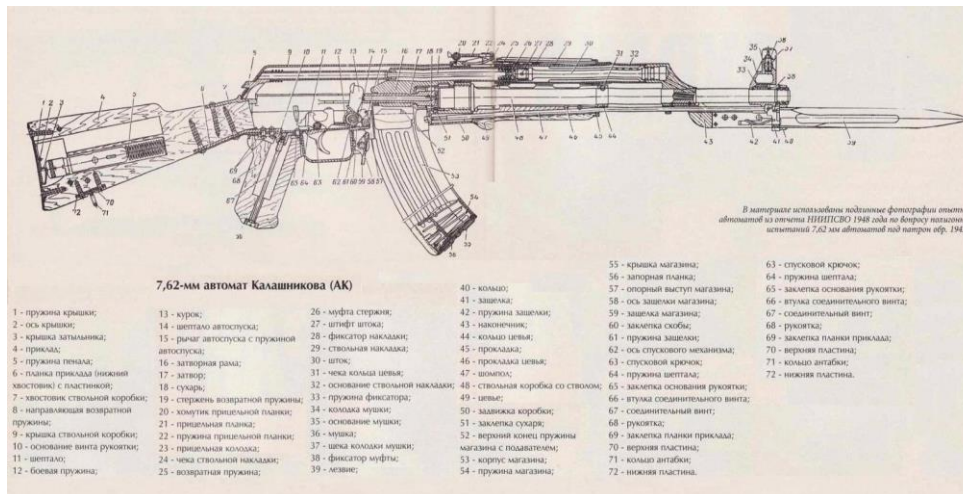 В материале использованы подлинные фотографии опытн
автоматов из отчета НИИПСВО 1948 года по вопросу полигонн
испытаний 7,62 мм автоматов под патрон обр. 194
7,62-мм автомат Калашникова (АК)
1 - пружина крышки;
2 - ось крышки;
3 - крышка затыльника;
4 - приклад;
5 - пружина пенала;
6 - планка приклада (нижний
хвостовик) с пластинкой;
7 - хвостовик ствольной коробки;
8 - направляющая возвратной
пружины;
9 - крышка ствольной коробки;
10 - основание винта рукоятки;
11 - шептало;
12 - боевая пружина;
13 - курок;
14 - шептало автоспуска;
15 - рычаг автоспуска с пружиной
автоспуска;
16 - затворная рама;
17 - затвор;
18 - сухарь;
19 - стержень возвратной пружины;
20 - хомутик прицельной планки;
21 - прицельная планка;
22 - пружина прицельной планки;
23 - прицельная колодка;
24 - чека ствольной накладки;
25 - возвратная пружина;
26 - муфта стержня;
27 - штифт штока;
28 - фиксатор накладки;
29 - ствольная накладка;
30 - шток;
31 - чека кольца цевья;
32 - основание ствольной накладки;
33 - пружина фиксатора;
34 - колодка мушки;
35 - основание мушки;
36 - мушка;
37 - щека колодки мушки;
38 - фиксатор муфты;
39 - лезвие;
40 - кольцо;
41 - защелка;
42 - пружина защелки;
43 - наконечник;
44 - кольцо цевья;
45 - прокладка;
46 - прокладка цевья;
47 - шомпол;
48 - ствольная коробка со стволом;
49 - цевье;
50 - задвижка коробки;
51 - заклепка сухаря;
52 - верхний конец пружины
магазина с подавателем;
53 - корпус магазина;
54 - пружина магазина;
55 - крышка магазина;
56 - запорная планка;
57 - опорный выступ магазина;
58 - ось защелки магазина;
59 - защелка магазина;
60 - заклепка скобы;
61 - пружина защелки;
62 - ось спускового механизма;
63 - спусковой крючок;
64 - пружина шептала;
65 - заклепка основания рукоятки;
66 - втулка соединительного винта;
67 - соединительный винт;
68 - рукоятка;
69 - заклепка планки приклада;
70 - верхняя пластина;
71 - кольцо антабки;
72 - нижняя пластина.
63 - спусковой крючок;
64 - пружина шептала;
65 - заклепка основания рукоятки;
66 - втулка соединительного винта;
67 - соединительный винт;
68 - рукоятка;
69 - заклепка планки приклада;
70 - верхняя пластина;
71 - кольцо антабки;
72 - нижняя пластина.